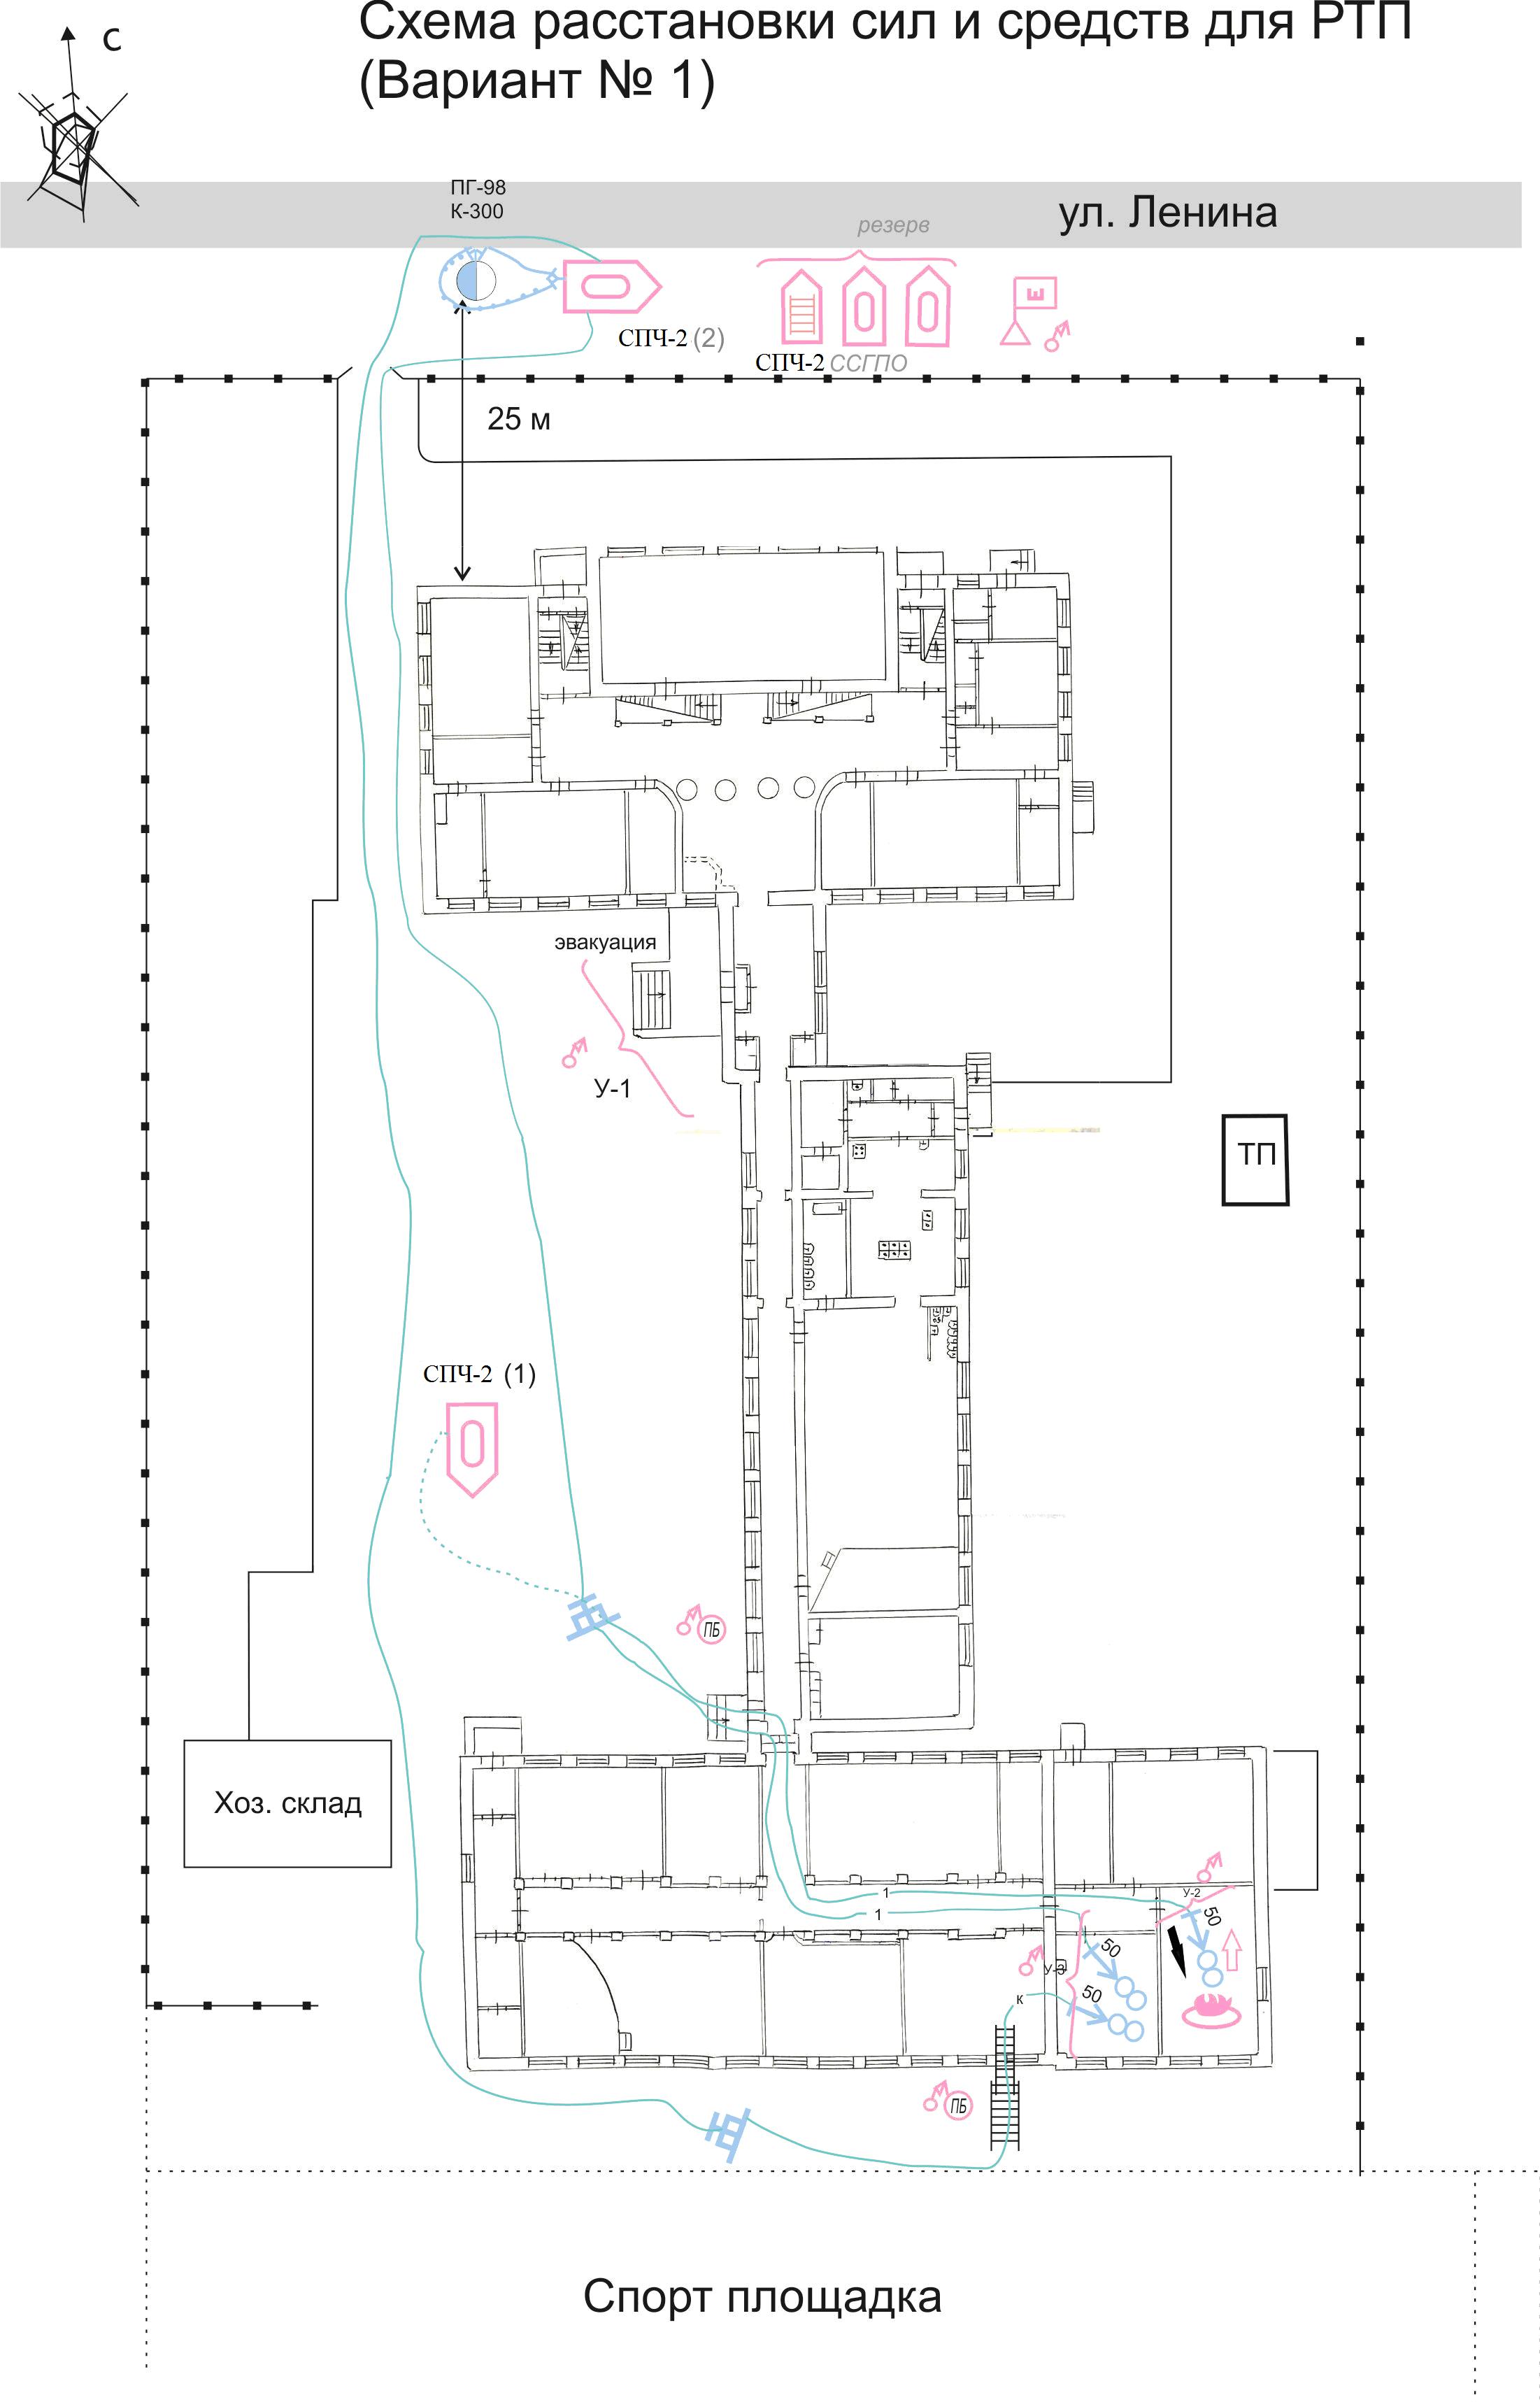 Схема расстановки сил и средств для РТП
(Вариант № 1)
С
ПГ-98
К-300
ул. Ленина
резерв
Е
СПЧ-2 (2)
СПЧ-2 ССГПО
25 м
эвакуация
У-1
ТП
СПЧ-2 (1)
ПБ
Хоз. склад
1
У-2
1
50
50
У-3
50
К
ПБ
Спорт площадка